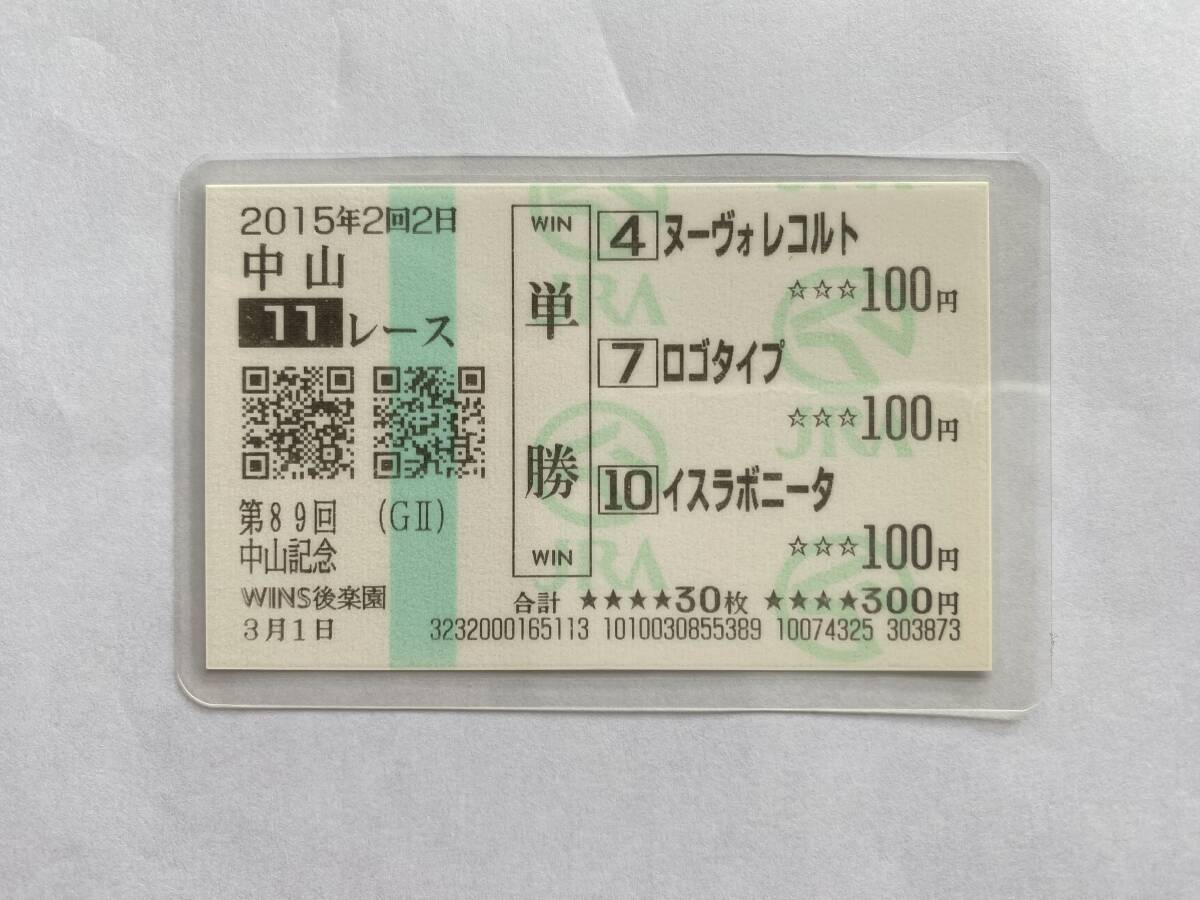 2015年2回2日
中山
11レース
第89回 (GⅡ)
中山記念
WINS後楽園
3月1日
WIN
単勝
WIN
4 ヌーヴォレコルト
☆☆☆100円
7 ロゴタイプ
☆☆☆100円
10 イスラボニータ
☆☆☆100円
合計 ★★★★30枚 ★★★★300円
3232000165113 1010030855389 10074325 303873
JRA
JRA
JRA
JRA